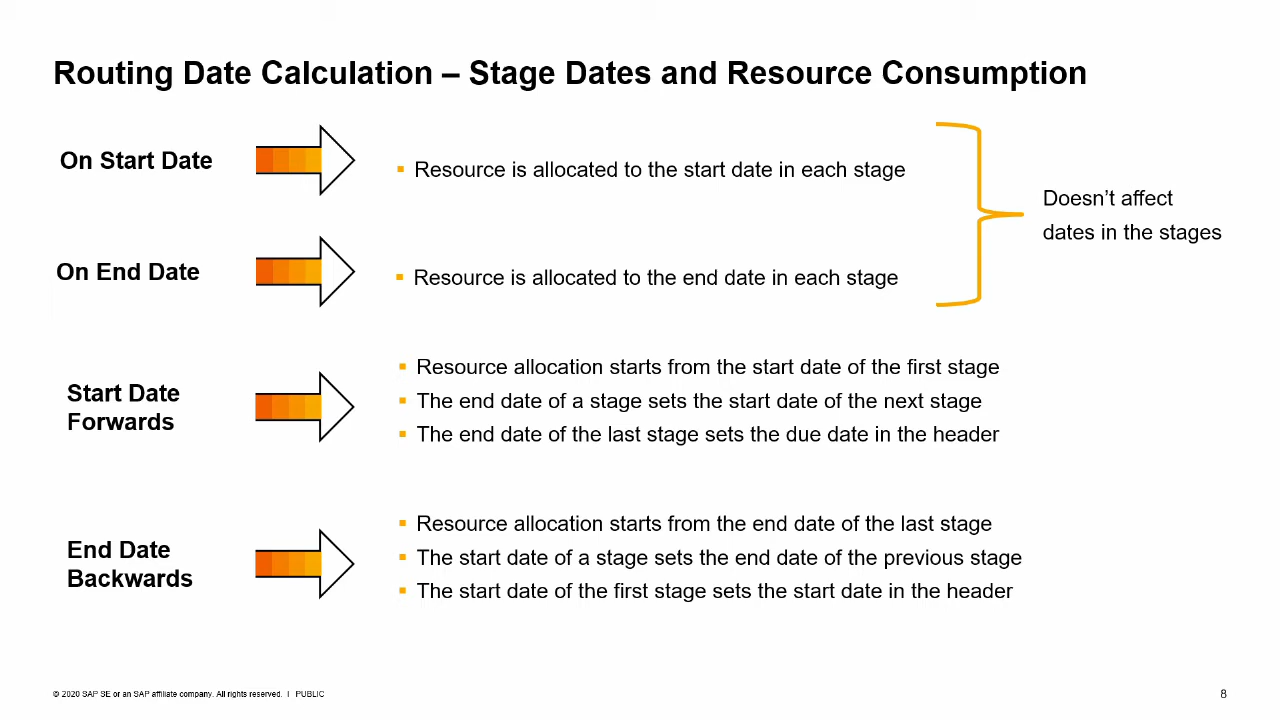 Routing Date Calculation – Stage Dates and Resource Consumption
On Start Date
Resource is allocated to the start date in each stage
On End Date
Resource is allocated to the end date in each stage
Doesn’t affect
dates in the stages
Start Date
Forwards
Resource allocation starts from the start date of the first stage
The end date of a stage sets the start date of the next stage
The end date of the last stage sets the due date in the header
End Date
Backwards
Resource allocation starts from the end date of the last stage
The start date of a stage sets the end date of the previous stage
The start date of the first stage sets the start date in the header
© 2020 SAP SE or an SAP affiliate company. All rights reserved. I PUBLIC
8